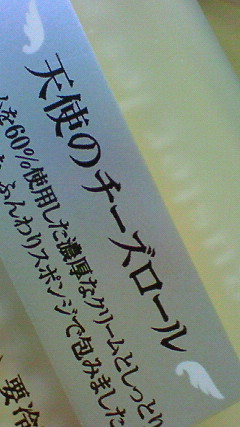 天使のチーズロール
を60%使用した濃厚なクリームとしっとり
ふんわりスポンジで包みました
要冷